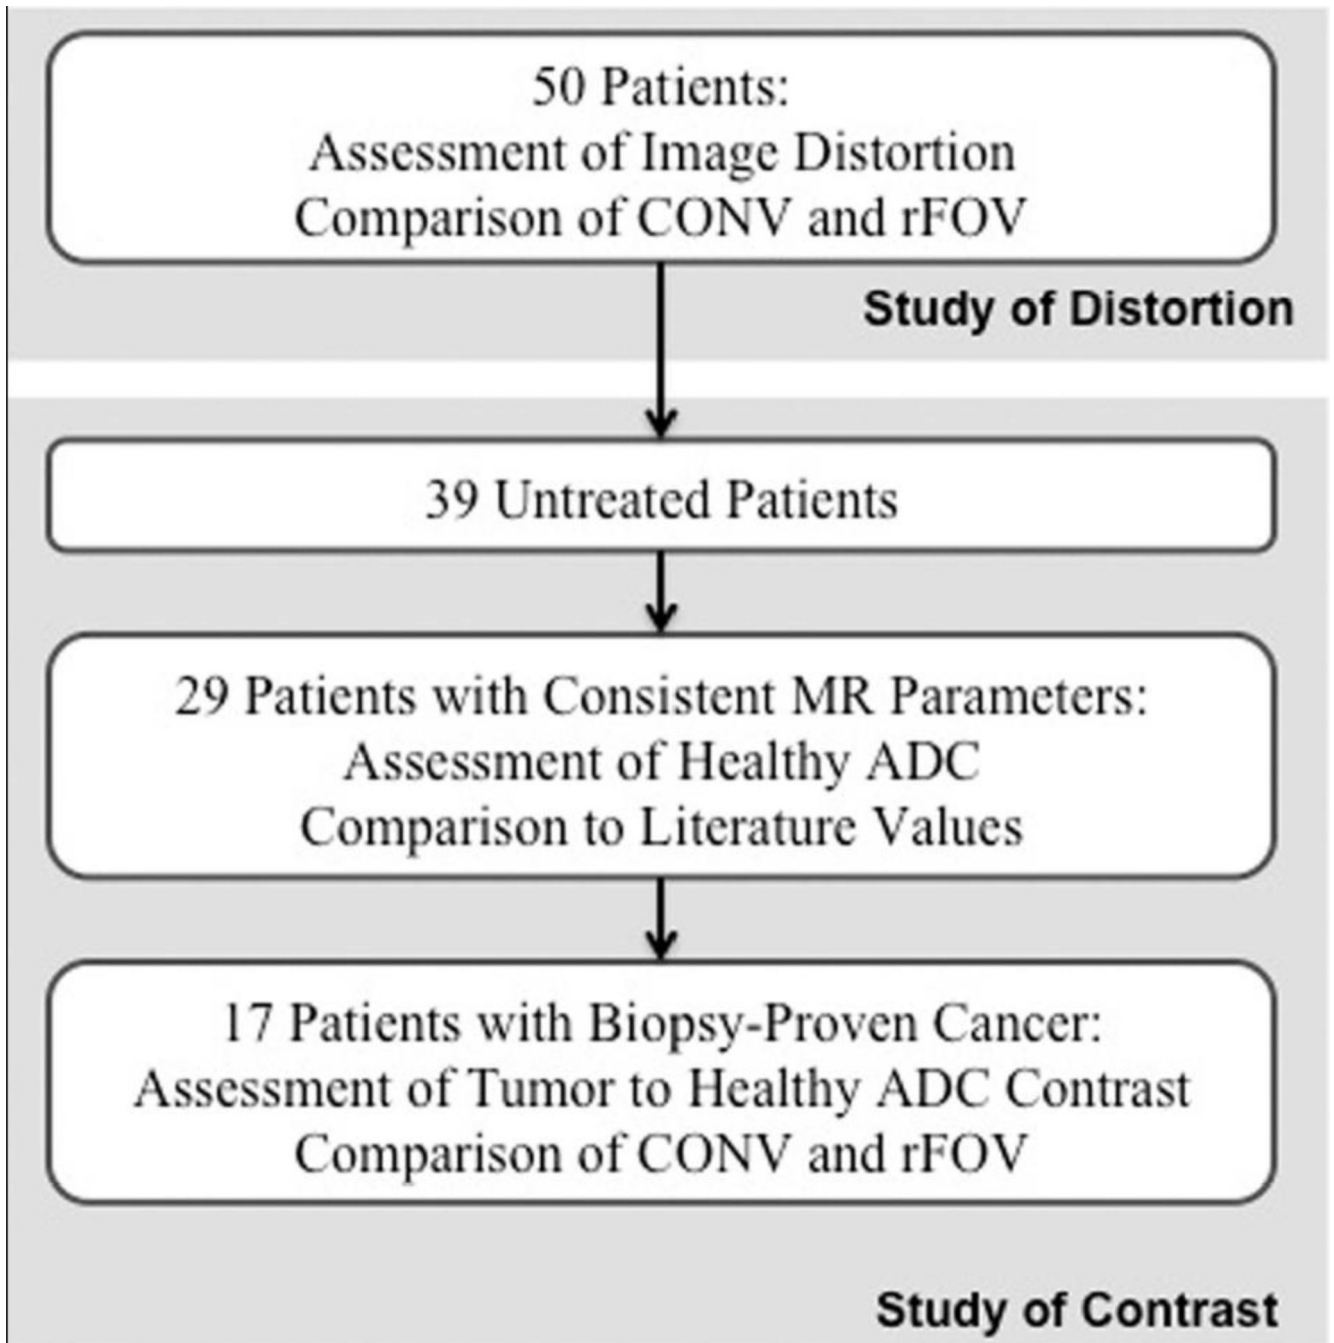 50 Patients:
Assessment of Image Distortion
Comparison of CONV and rFOV
Study of Distortion
39 Untreated Patients
29 Patients with Consistent MR Parameters:
Assessment of Healthy ADC
Comparison to Literature Values
17 Patients with Biopsy-Proven Cancer:
Assessment of Tumor to Healthy ADC Contrast
Comparison of CONV and rFOV
Study of Contrast